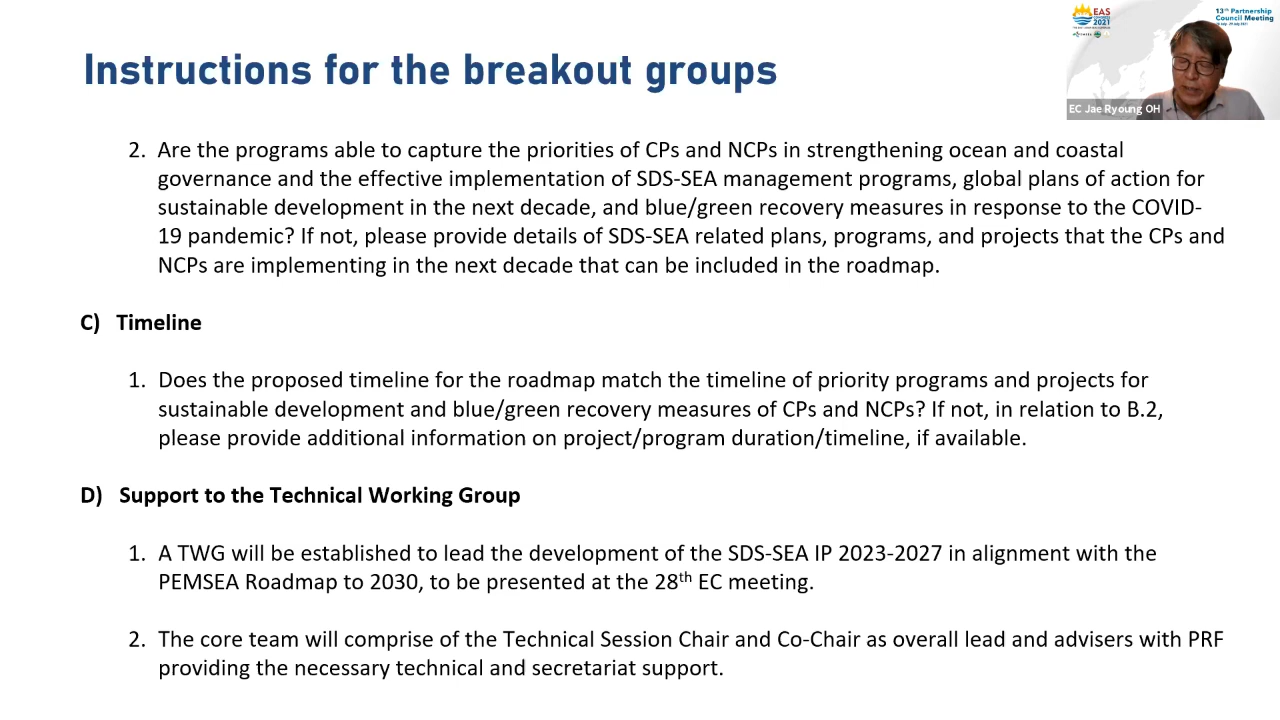 EAS
2021
13th Partnership
Council Meeting
Instructions for the breakout groups
EC Jae Ryoung OH
2. Are the programs able to capture the priorities of CPs and NCPs in strengthening ocean and coastal
governance and the effective implementation of SDS-SEA management programs, global plans of action for
sustainable development in the next decade, and blue/green recovery measures in response to the COVID-
19 pandemic? If not, please provide details of SDS-SEA related plans, programs, and projects that the CPs and
NCPs are implementing in the next decade that can be included in the roadmap.
C) Timeline
1. Does the proposed timeline for the roadmap match the timeline of priority programs and projects for
sustainable development and blue/green recovery measures of CPs and NCPs? If not, in relation to B.2,
please provide additional information on project/program duration/timeline, if available.
D) Support to the Technical Working Group
1. A TWG will be established to lead the development of the SDS-SEA IP 2023-2027 in alignment with the
PEMSEA Roadmap to 2030, to be presented at the 28th EC meeting.
2. The core team will comprise of the Technical Session Chair and Co-Chair as overall lead and advisers with PRF
providing the necessary technical and secretariat support.